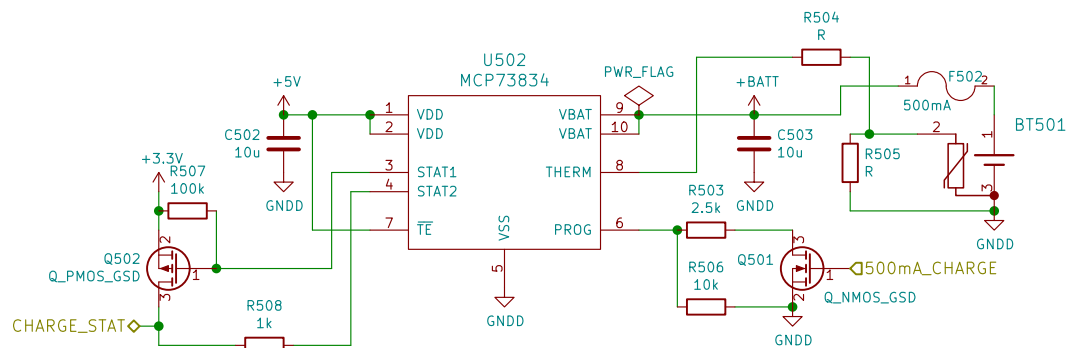 R504
R
U502
MCP73834
PWR_FLAG
+5V
+BATT
1
F502
2
500mA
1
VDD
VBAT
9
2
VDD
VBAT
10
C502
10u
C503
10u
BT501
1
2
+3.3V
R507
100k
3
STAT1
THERM
8
R505
R
4
STAT2
GNDD
GNDD
R503
2.5k
3
7
TE
VSS
PROG
6
3
GNDD
2
Q502
Q_PMOS_GSD
1
3
5
R506
10k
Q501
1
500mA_CHARGE
2
Q_NMOS_GSD
R508
1k
GNDD
CHARGE_STAT
GNDD